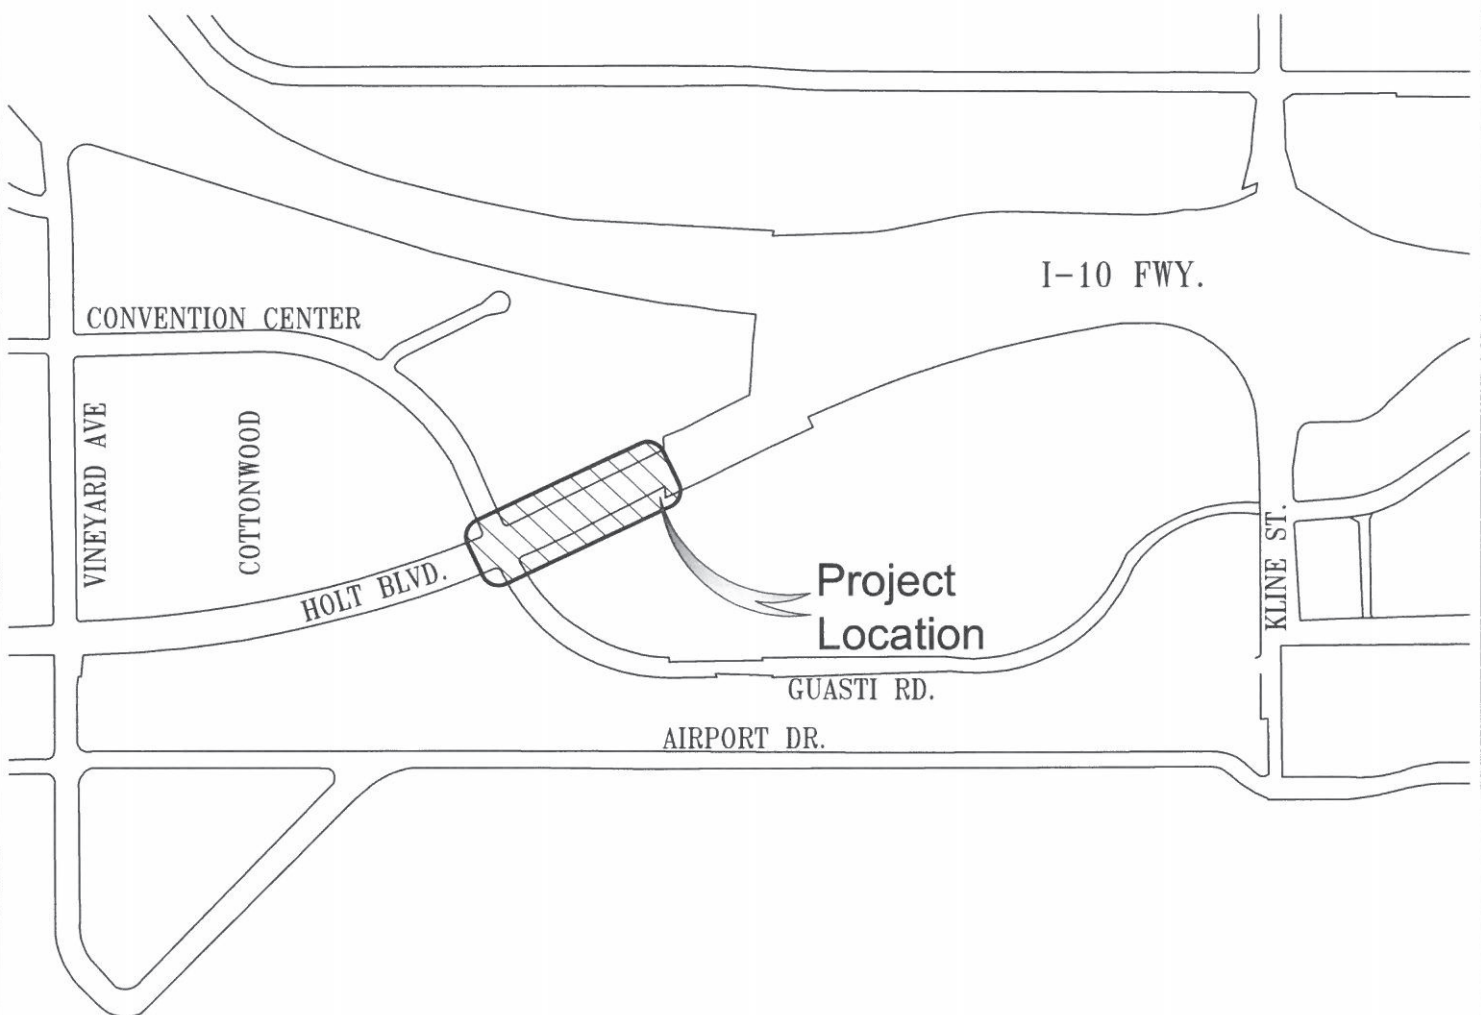 I-10 FWY.
CONVENTION CENTER
VINEYARD AVE
COTTONWOOD
HOLT BLVD.
Project
Location
KLINE ST.
GUASTI RD.
AIRPORT DR.